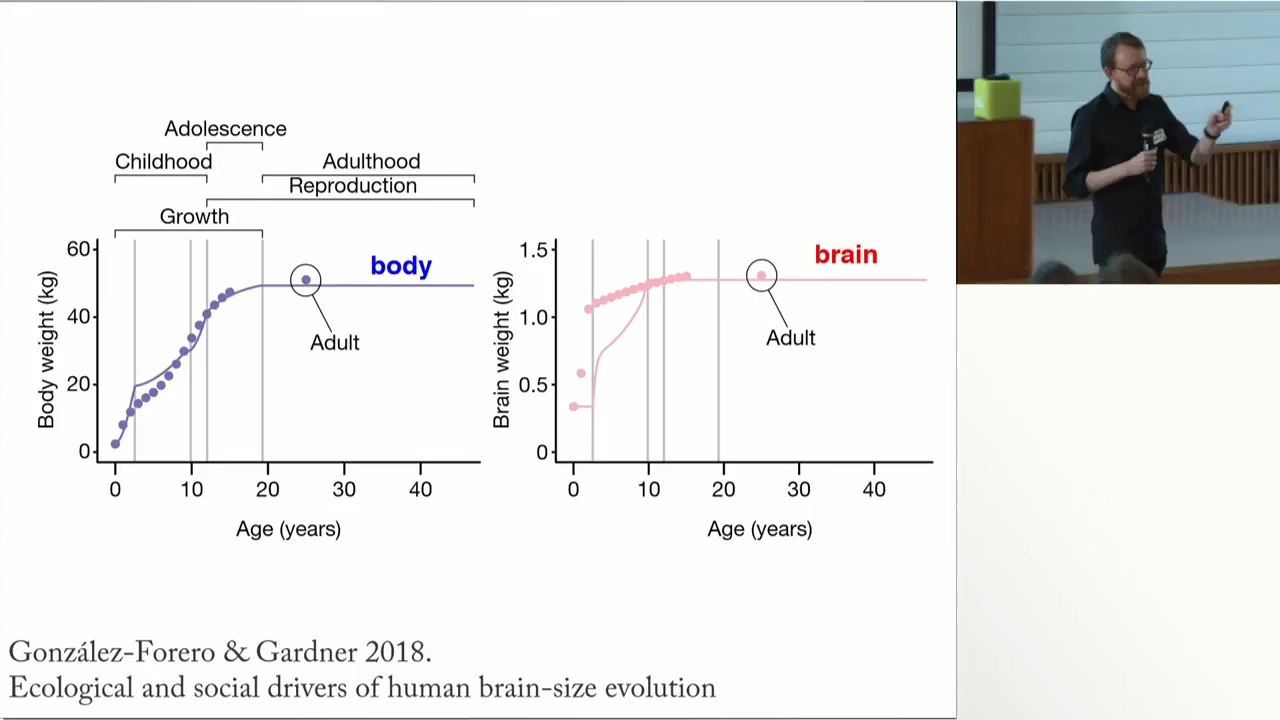 Adolescence
Childhood
Adulthood
Reproduction
Growth
60
40
20
0
Body weight (kg)
body
Adult
0 10 20 30 40
Age (years)
1.5
1.0
0.5
0
Brain weight (kg)
brain
Adult
0 10 20 30 40
Age (years)
González-Forero & Gardner 2018.
Ecological and social drivers of human brain-size evolution